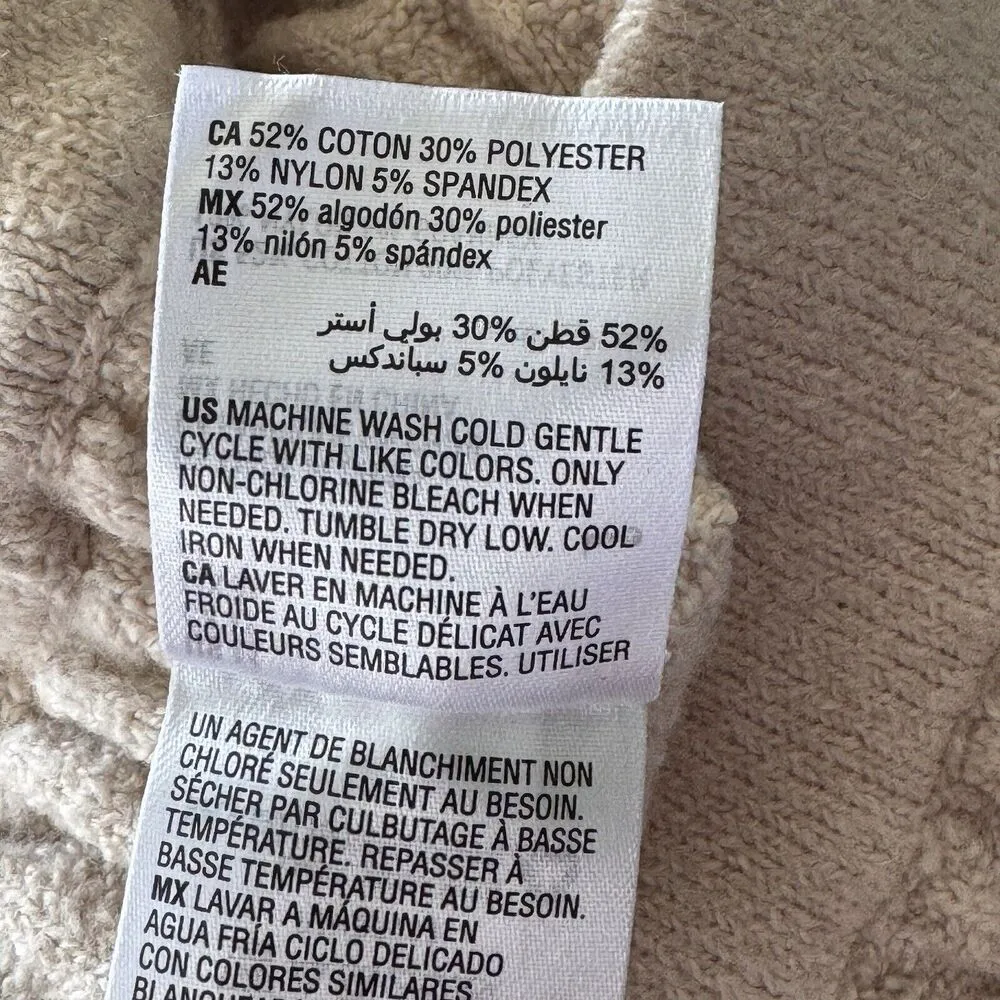 CA 52% COTON 30% POLYESTER
13% NYLON 5% SPANDEX
MX 52% algodón 30% poliester
13% nilón 5% spándex
AE
52% قطن 30% بولي أستر
13% نايلون 5% سباندكس
US MACHINE WASH COLD GENTLE
CYCLE WITH LIKE COLORS. ONLY
NON-CHLORINE BLEACH WHEN
NEEDED. TUMBLE DRY LOW. COOL
IRON WHEN NEEDED.
CA LAVER EN MACHINE À L'EAU
FROIDE AU CYCLE DÉLICAT AVEC
COULEURS SEMBLABLES. UTILISER
UN AGENT DE BLANCHIMENT NON
CHLORÉ SEULEMENT AU BESOIN.
SÉCHER PAR CULBUTAGE À BASSE
TEMPÉRATURE. REPASSER À
BASSE TEMPÉRATURE AU BESOIN.
MX LAVAR A MÁQUINA EN
AGUA FRÍA CICLO DELICADO
CON COLORES SIMILARES